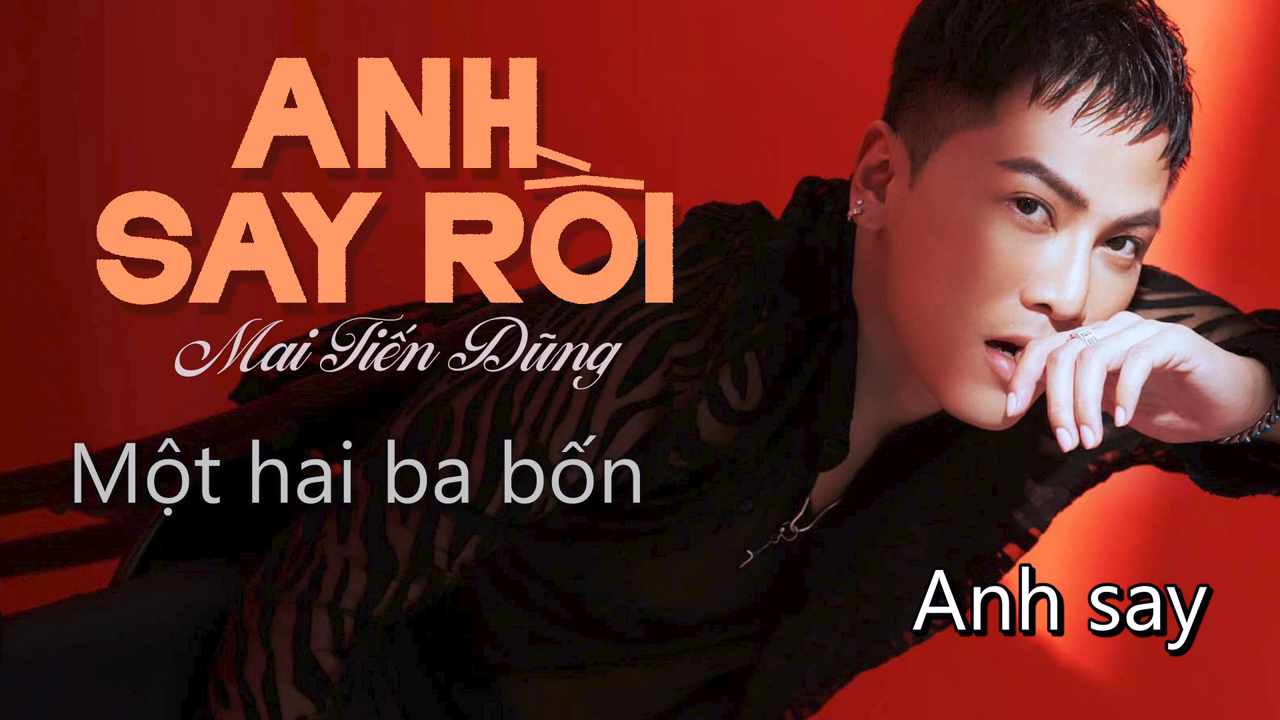 ANH
SAY RỒI
Mai Tiến Dũng
Một hai ba bốn
Anh say